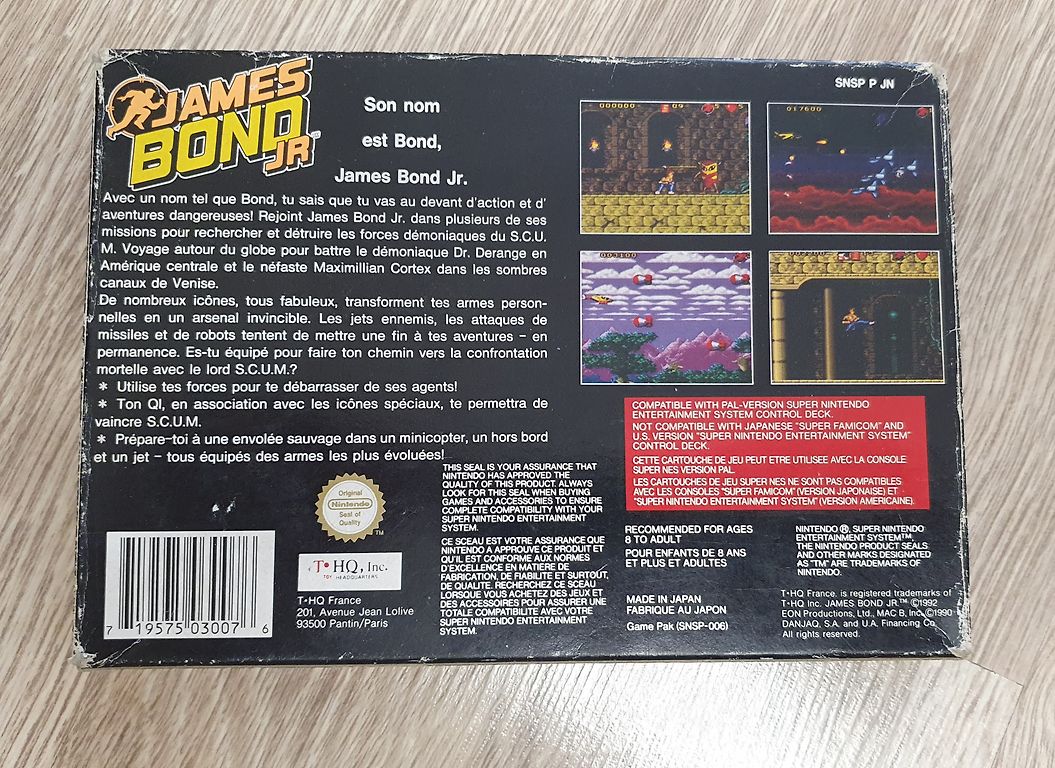 JAMES
BOND
JR
Son nom
est Bond,
James Bond Jr.
Avec un nom tel que Bond, tu sais que tu vas au devant d'action et d'
aventures dangereuses! Rejoint James Bond Jr. dans plusieurs de ses
missions pour rechercher et détruire les forces démoniaques du S.C.U.
M. Voyage autour du globe pour battre le démoniaque Dr. Derange en
Amérique centrale et le néfaste Maximillian Cortex dans les sombres
canaux de Venise.
De nombreux icônes, tous fabuleux, transforment tes armes person-
nelles en un arsenal invincible. Les jets ennemis, les attaques de
missiles et de robots tentent de mettre une fin à tes aventures – en
permanence. Es-tu équipé pour faire ton chemin vers la confrontation
mortelle avec le lord S.C.U.M.?
* Utilise tes forces pour te débarrasser de ses agents!
* Ton QI, en association avec les icônes spéciaux, te permettra de
vaincre S.C.U.M.
* Prépare-toi à une envolée sauvage dans un minicopter, un hors bord
et un jet – tous équipés des armes les plus évoluées!
SNSP P JN
000000 09
017600
003100
COMPATIBLE WITH PAL-VERSION SUPER NINTENDO
ENTERTAINMENT SYSTEM CONTROL DECK.
NOT COMPATIBLE WITH JAPANESE "SUPER FAMICOM" AND
U.S. VERSION "SUPER NINTENDO ENTERTAINMENT SYSTEM"
CONTROL DECK.
CETTE CARTOUCHE DE JEU PEUT ETRE UTILISEE AVEC LA CONSOLE
SUPER NES VERSION PAL.
LES CARTOUCHES DE JEU SUPER NES NE SONT PAS COMPATIBLES
AVEC LES CONSOLES "SUPER FAMICOM" (VERSION JAPONAISE) ET
"SUPER NINTENDO ENTERTAINMENT SYSTEM" (VERSION AMERICAINE).
Original
Nintendo
Seal of
Quality
TM
THIS SEAL IS YOUR ASSURANCE THAT
NINTENDO HAS APPROVED THE
QUALITY OF THIS PRODUCT. ALWAYS
LOOK FOR THIS SEAL WHEN BUYING
GAMES AND ACCESSORIES TO ENSURE
COMPLETE COMPATIBILITY WITH YOUR
SUPER NINTENDO ENTERTAINMENT
SYSTEM.
CE SCEAU EST VOTRE ASSURANCE QUE
NINTENDO A APPROUVE CE PRODUIT ET
QU'IL EST CONFORME AUX NORMES
D'EXCELLENCE EN MATIERE DE
FABRICATION, DE FIABILITE ET SURTOUT,
DE QUALITE. RECHERCHEZ CE SCEAU
LORSQUE VOUS ACHETEZ DES JEUX ET
DES ACCESSOIRES POUR ASSURER UNE
TOTALE COMPATIBILITE AVEC VOTRE
SUPER NINTENDO ENTERTAINMENT
SYSTEM.
7 19575 03007 6
T•HQ, Inc.
TOY HEADQUARTERS
T•HQ France
201, Avenue Jean Lolive
93500 Pantin/Paris
RECOMMENDED FOR AGES
8 TO ADULT
POUR ENFANTS DE 8 ANS
ET PLUS ET ADULTES
MADE IN JAPAN
FABRIQUE AU JAPON
Game Pak (SNSP-006)
NINTENDO ®, SUPER NINTENDO
ENTERTAINMENT SYSTEM™,
THE NINTENDO PRODUCT SEALS
AND OTHER MARKS DESIGNATED
AS "TM" ARE TRADEMARKS OF
NINTENDO.
T•HQ France. is registered trademarks of
T•HQ Inc. JAMES BOND JR.™ ©1992
EON Productions, Ltd., MAC B, Inc. ©1990
DANJAQ, S.A. and U.A. Financing Co
All rights reserved.